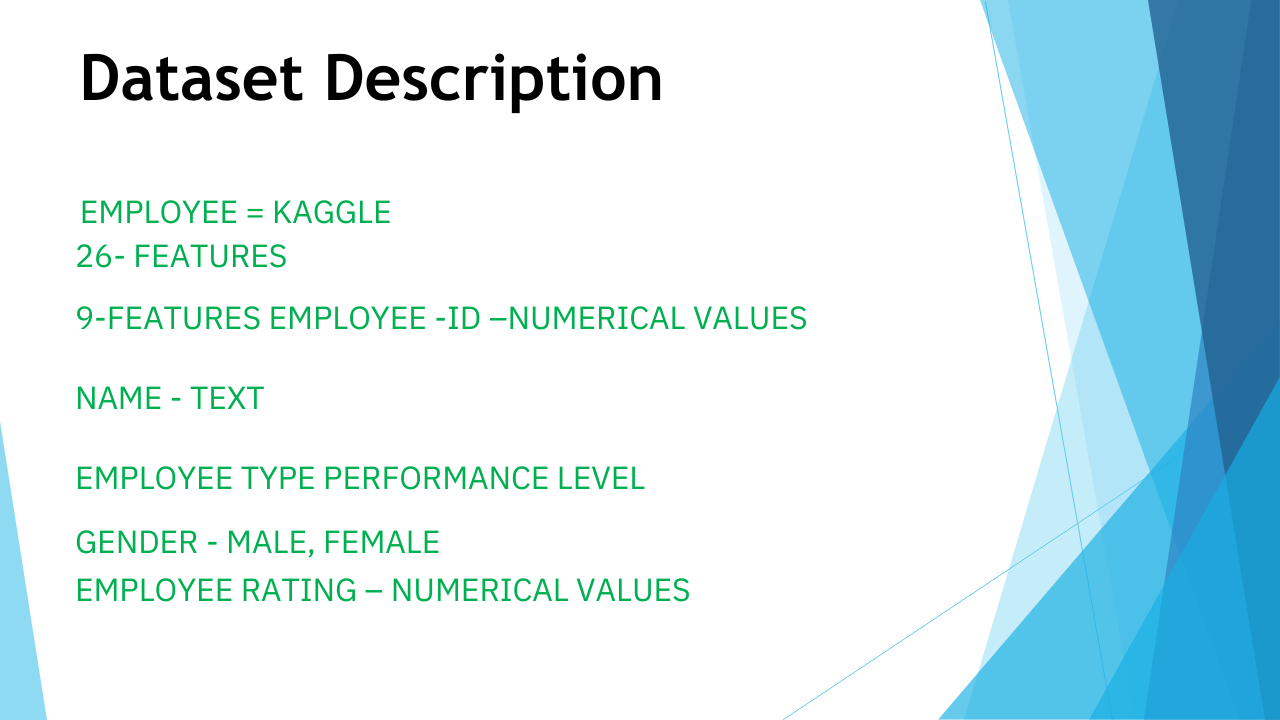 Dataset Description
EMPLOYEE = KAGGLE
26- FEATURES
9-FEATURES EMPLOYEE -ID –NUMERICAL VALUES
NAME - TEXT
EMPLOYEE TYPE PERFORMANCE LEVEL
GENDER - MALE, FEMALE
EMPLOYEE RATING – NUMERICAL VALUES